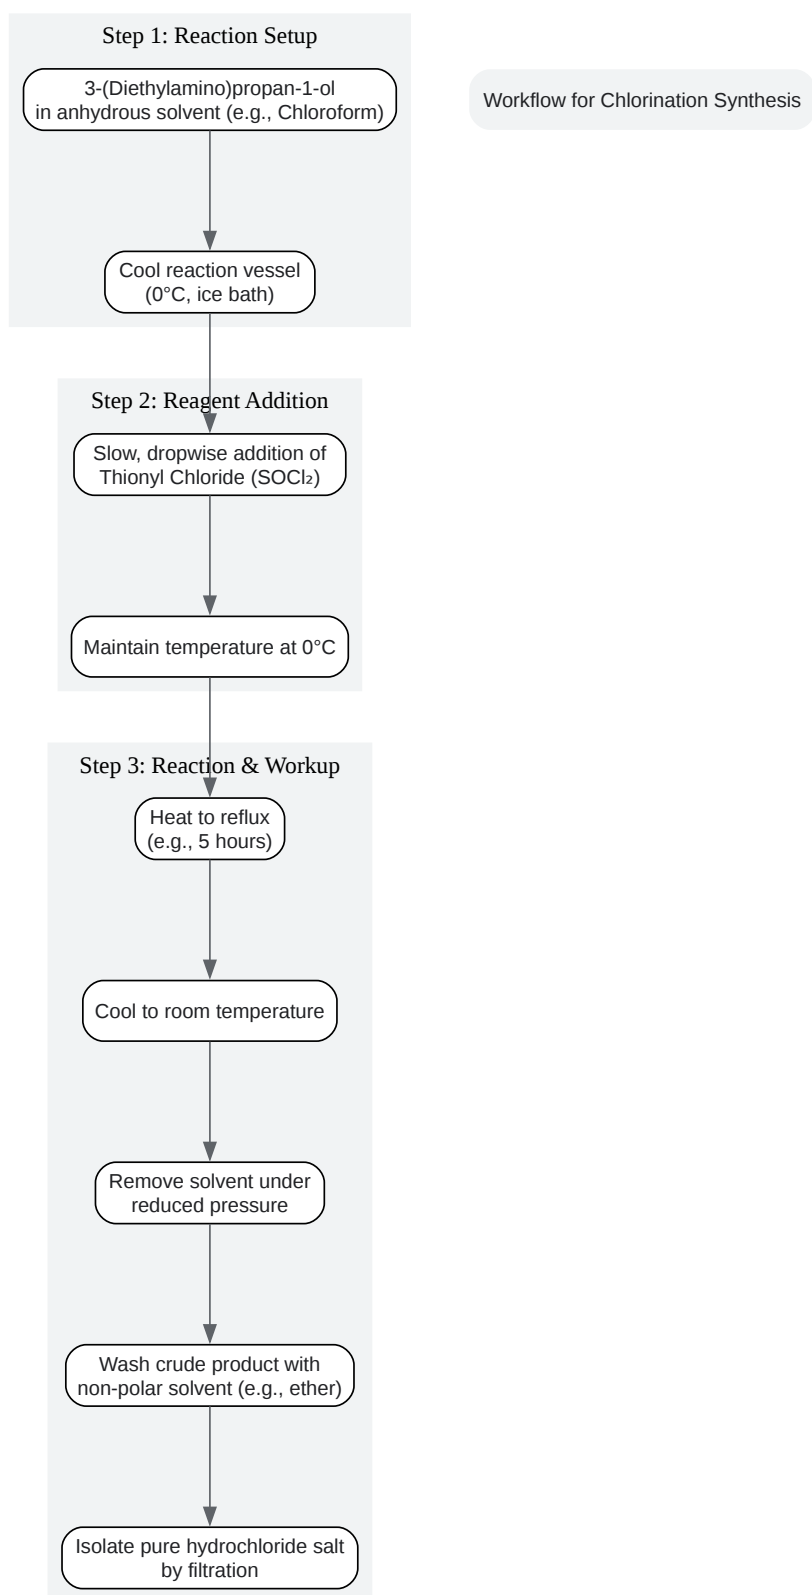 Step 1: Reaction Setup
3-(Diethylamino)propan-1-ol
in anhydrous solvent (e.g., Chloroform)
Workflow for Chlorination Synthesis
Cool reaction vessel
(0°C, ice bath)
Step 2: Reagent Addition
Slow, dropwise addition of
Thionyl Chloride (SOCl₂)
Maintain temperature at 0°C
Step 3: Reaction & Workup
Heat to reflux
(e.g., 5 hours)
Cool to room temperature
Remove solvent under
reduced pressure
Wash crude product with
non-polar solvent (e.g., ether)
Isolate pure hydrochloride salt
by filtration